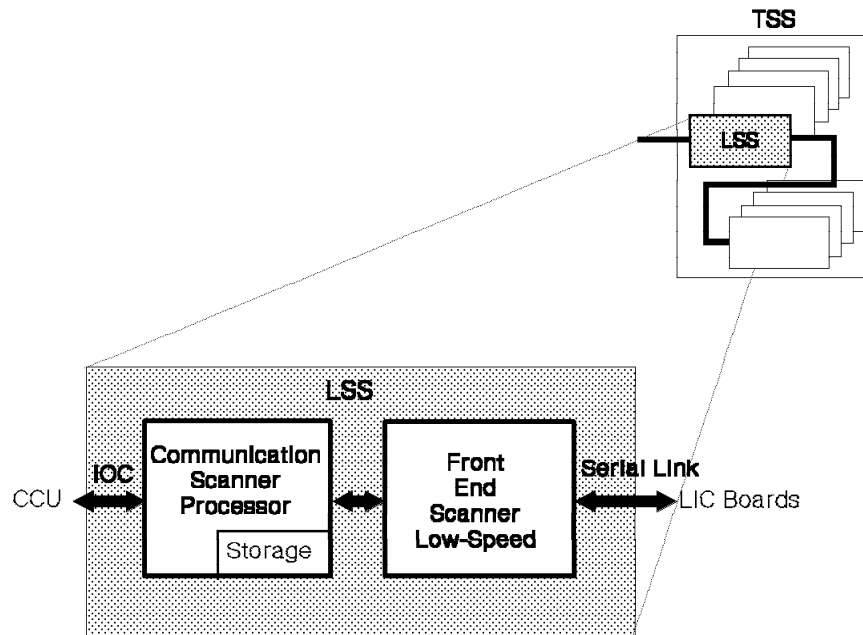 TSS
LSS
LSS
Communication
Scanner
Processor
Storage
Front
End
Scanner
Low-Speed
IOC
CCU
Serial Link
LIC Boards